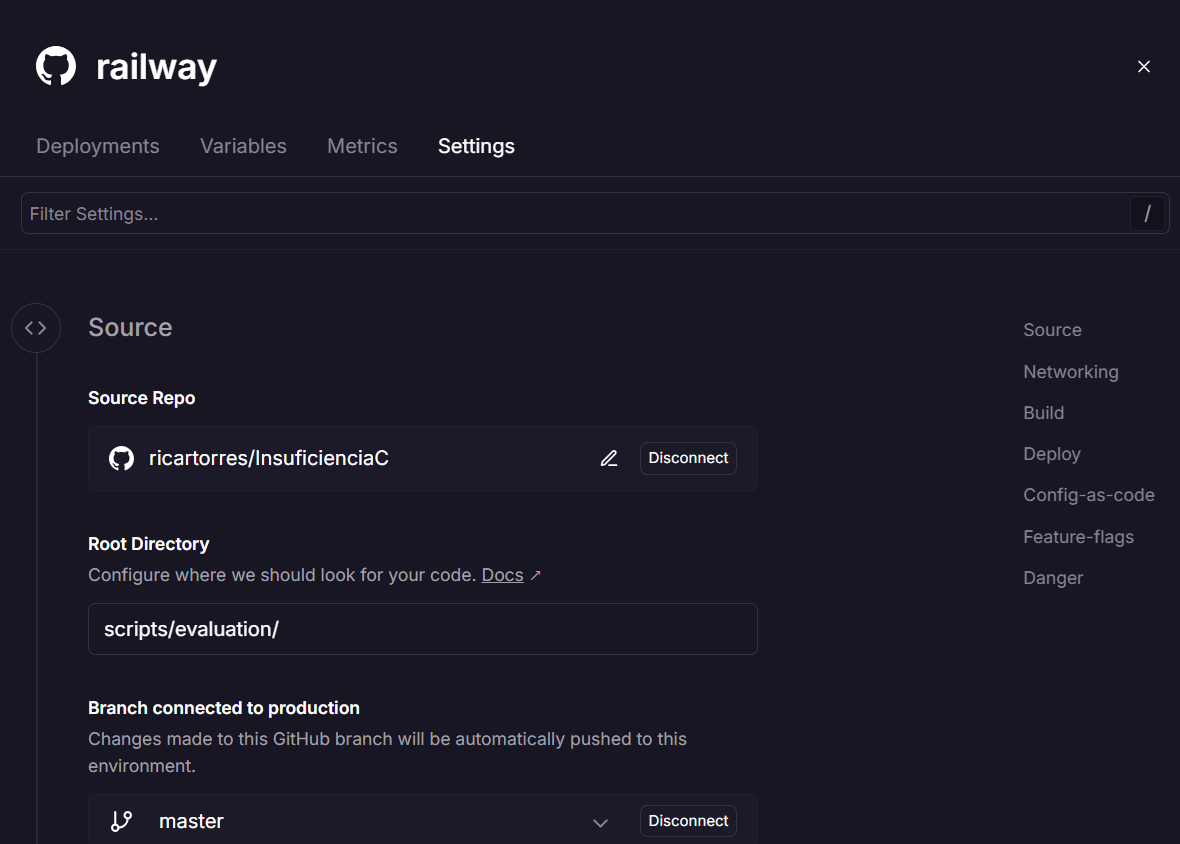 railway
Deployments Variables Metrics Settings
Filter Settings...
/
Source
Source Repo
ricartorres/InsuficienciaC
Disconnect
Root Directory
Configure where we should look for your code. Docs ↗
scripts/evaluation/
Branch connected to production
Changes made to this GitHub branch will be automatically pushed to this
environment.
master
Disconnect
Source
Networking
Build
Deploy
Config-as-code
Feature-flags
Danger